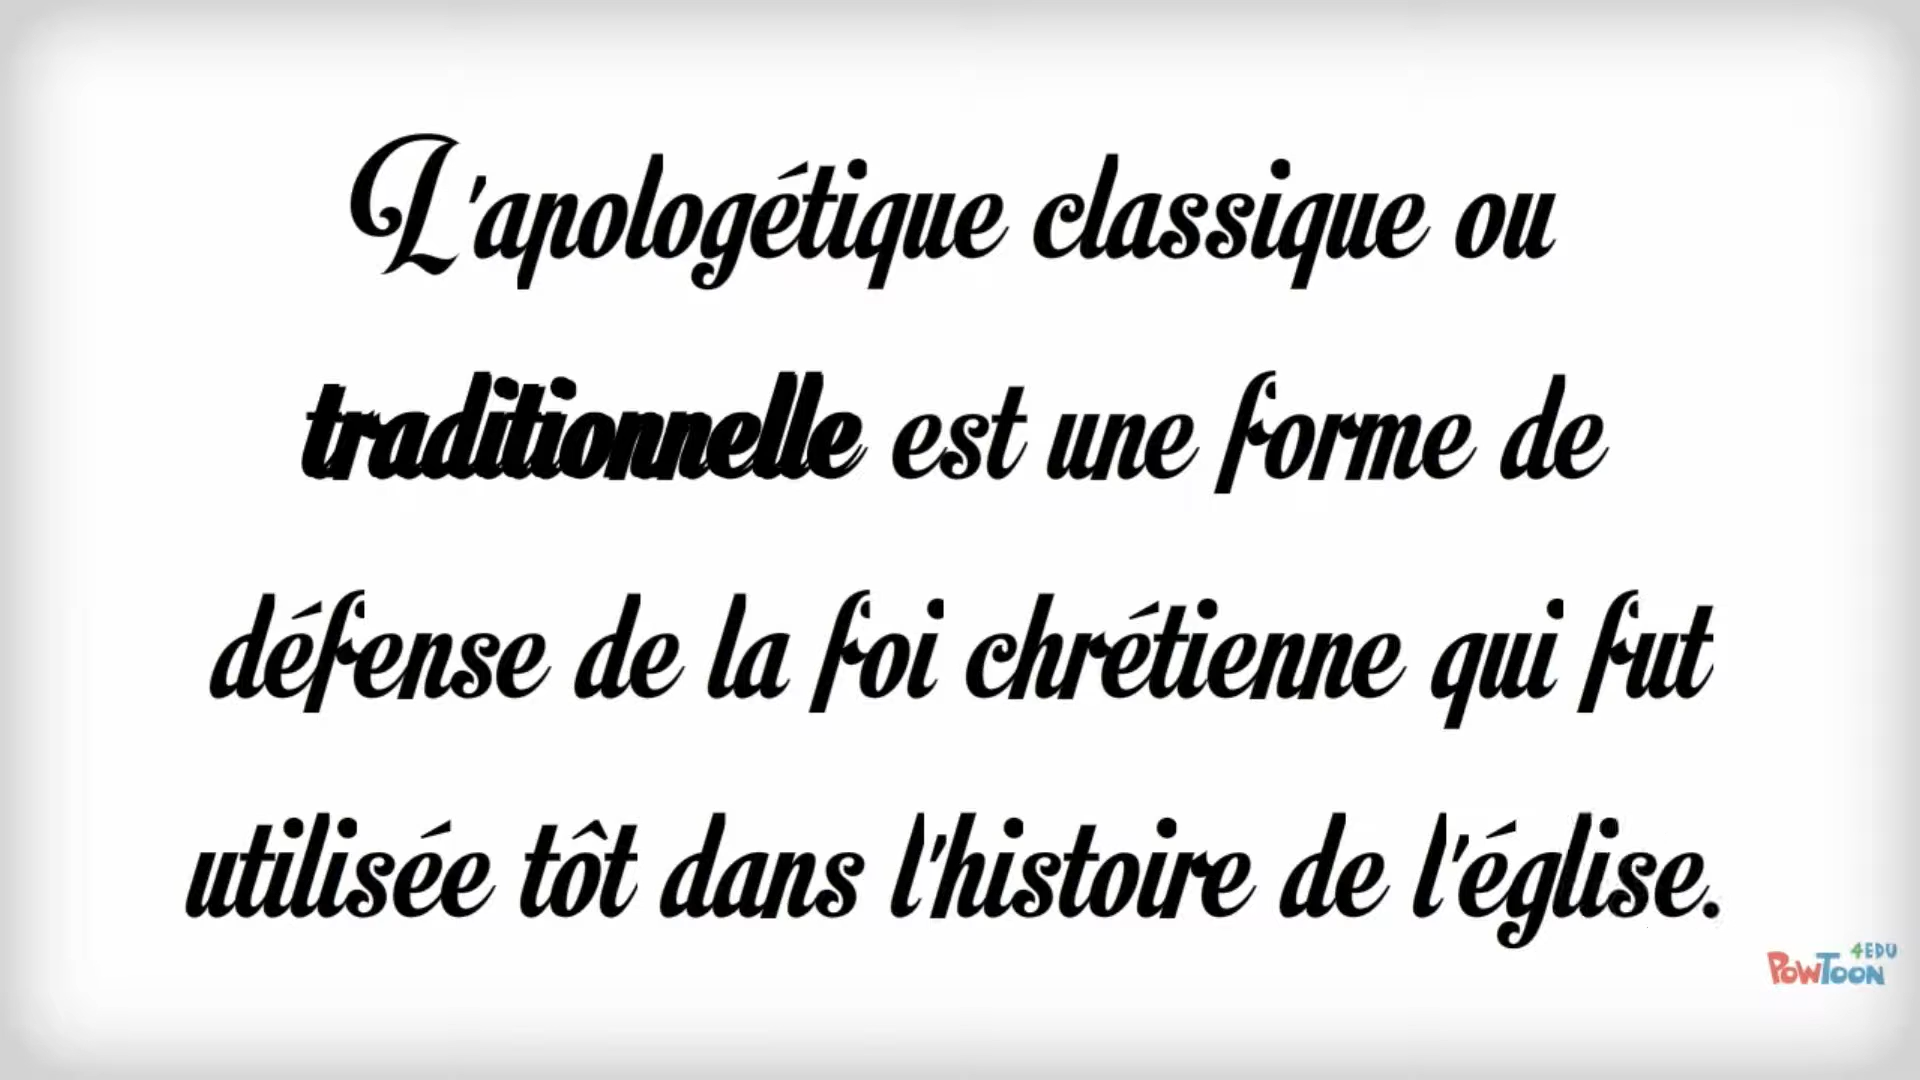 L'apologétique classique ou
traditionnelle est une forme de
défense de la foi chrétienne qui fut
utilisée tôt dans l'histoire de l'église.
4EDU
POWTOON